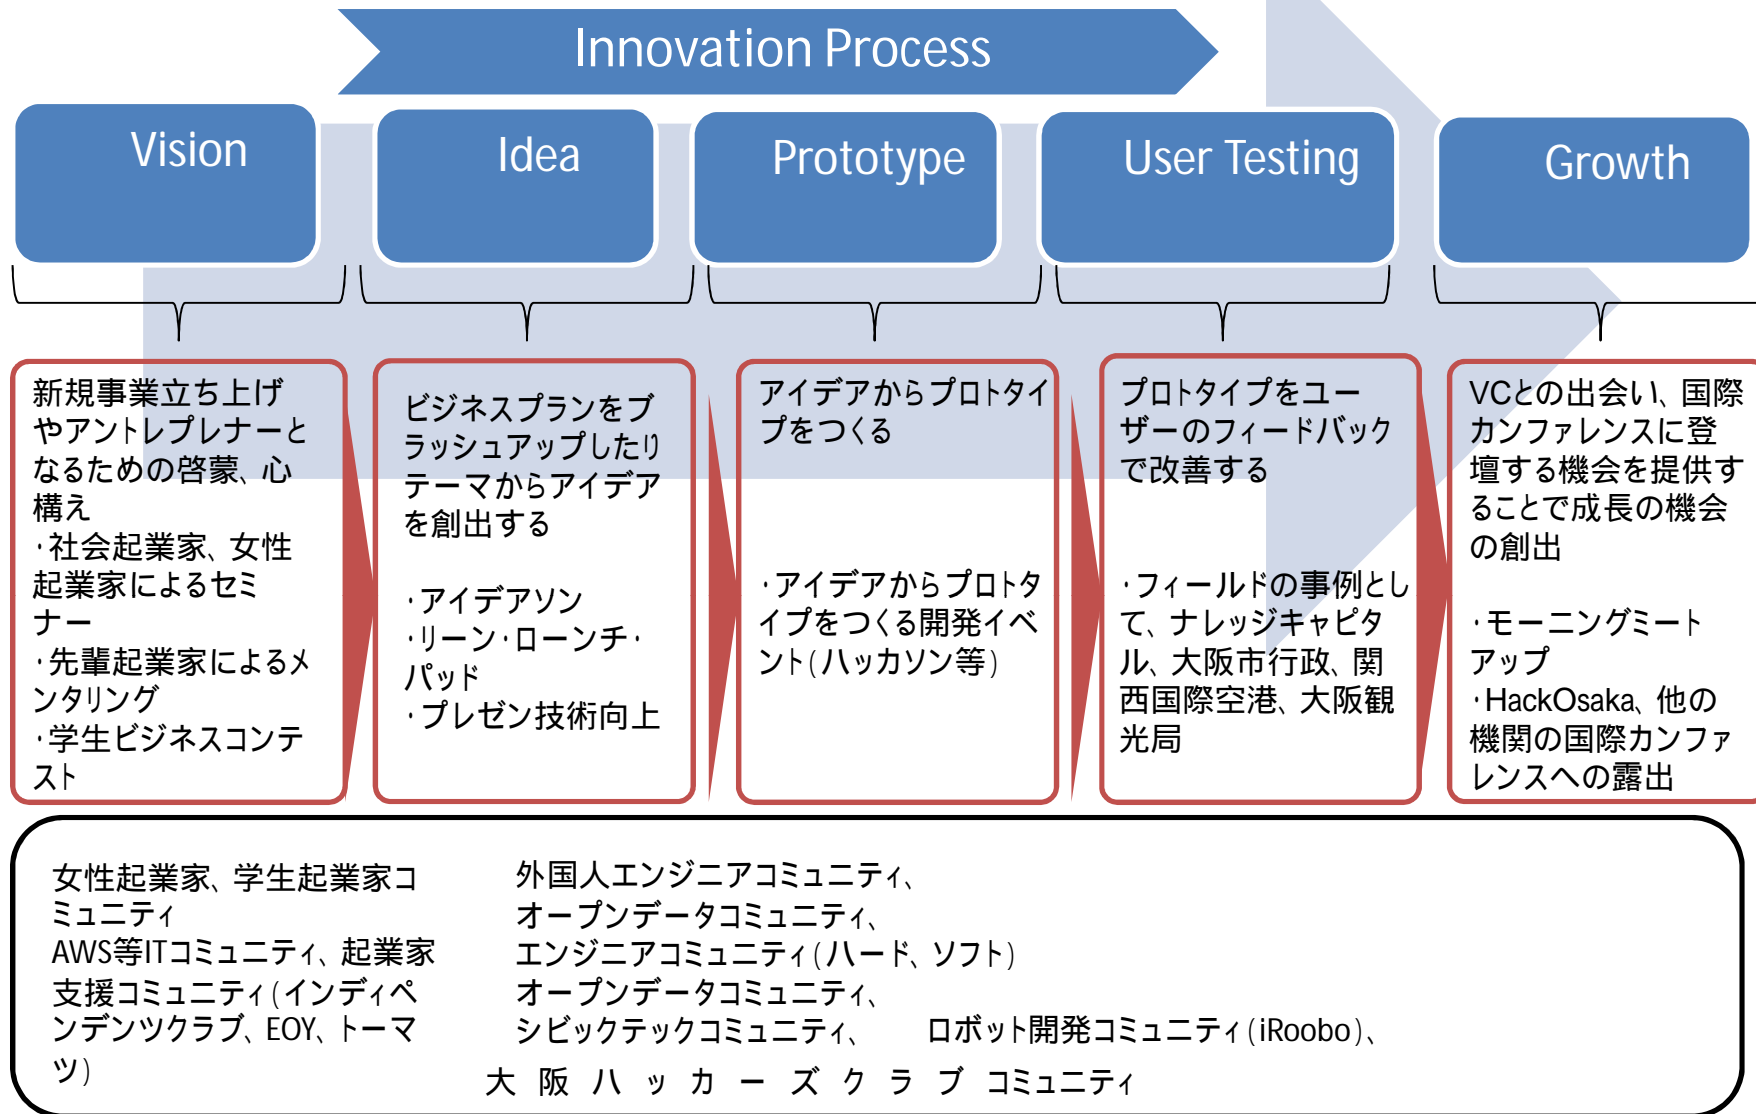 Innovation Process
Vision
Idea
Prototype
User Testing
Growth
新規事業立ち上げ
やアントレプレナーと
なるための啓蒙、心
構え
・社会起業家、女性
起業家によるセミ
ナー
・先輩起業家によるメ
ンタリング
・学生ビジネスコンテ
スト
ビジネスプランをブ
ラッシュアップしたり
テーマからアイデア
を創出する
・アイデアソン
・リーン・ローンチ・
パッド
・プレゼン技術向上
アイデアからプロトタイ
プをつくる
・アイデアからプロトタ
イプをつくる開発イベ
ント(ハッカソン等)
プロトタイプをユー
ザーのフィードバック
で改善する
・フィールドの事例とし
て、ナレッジキャピタ
ル、大阪市行政、関
西国際空港、大阪観
光局
VCとの出会い、国際
カンファレンスに登
壇する機会を提供す
ることで成長の機会
の創出
・モーニングミート
アップ
・HackOsaka、他の
機関の国際カンファ
レンスへの露出
女性起業家、学生起業家コ
ミュニティ
AWS等ITコミュニティ、起業家
支援コミュニティ(インディペ
ンデンツクラブ、EOY、トーマ
ツ)
外国人エンジニアコミュニティ、
オープンデータコミュニティ、
エンジニアコミュニティ(ハード、ソフト)
オープンデータコミュニティ、
シビックテックコミュニティ、 ロボット開発コミュニティ(iRoobo)、
大 阪 ハ ッ カ ー ズ ク ラ ブ コミュニティ